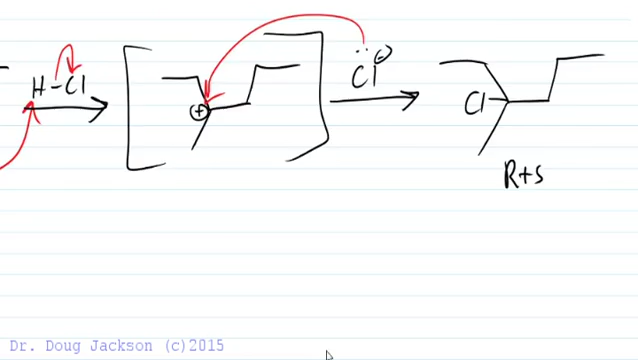 H-Cl
⊕
:Cl⊖
Cl
R+S
Dr. Doug Jackson (c)2015